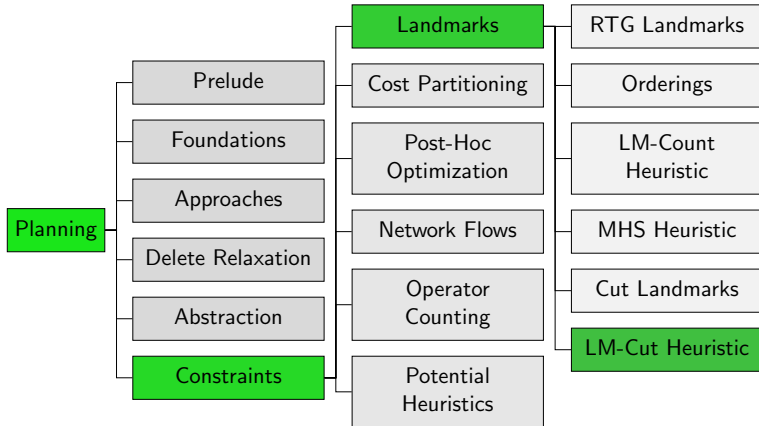 Planning
Prelude
Foundations
Approaches
Delete Relaxation
Abstraction
Constraints
Landmarks
Cost Partitioning
Post-Hoc
Optimization
Network Flows
Operator
Counting
Potential
Heuristics
RTG Landmarks
Orderings
LM-Count
Heuristic
MHS Heuristic
Cut Landmarks
LM-Cut Heuristic